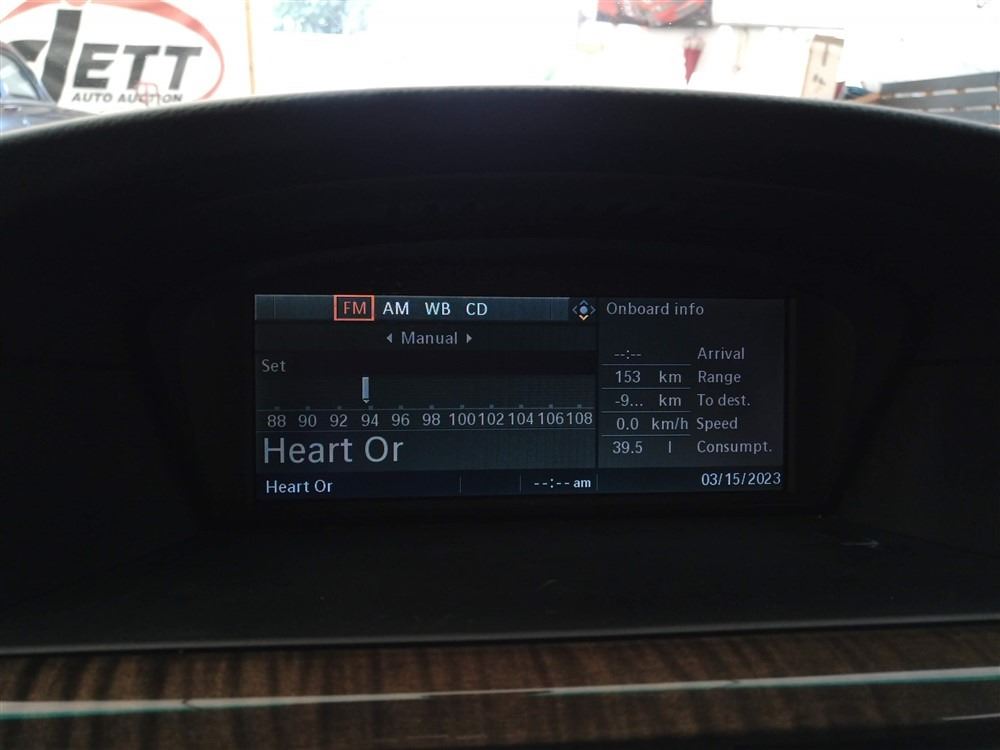 JETT
AUTO AUCTION
FM AM WB CD
Manual
Set
88 90 92 94 96 98 100 102 104 106 108
Heart Or
Heart Or --:-- am
Onboard info
--:-- Arrival
153 km Range
-9... km To dest.
0.0 km/h Speed
39.5 l Consumpt.
03/15/2023